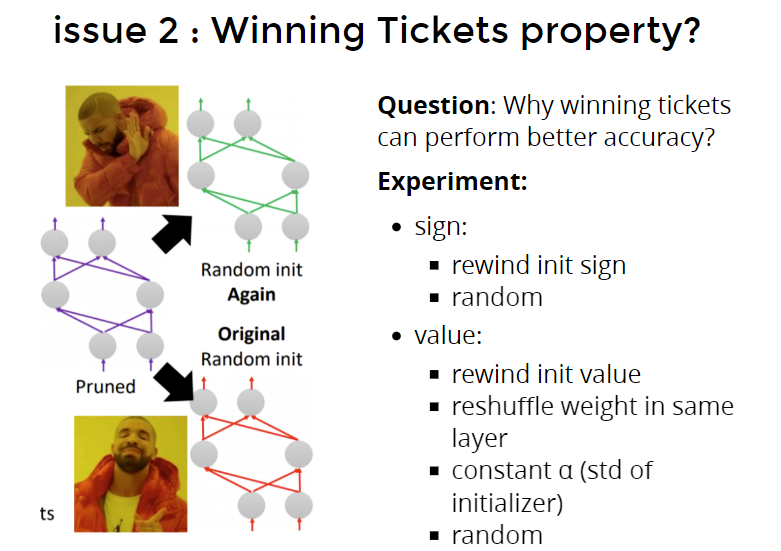 issue 2 : Winning Tickets property?
Random init
Again
Original
Random init
Pruned
ts
Question: Why winning tickets
can perform better accuracy?
Experiment:
• sign:
▪ rewind init sign
▪ random
• value:
▪ rewind init value
▪ reshuffle weight in same
layer
▪ constant α (std of
initializer)
▪ random